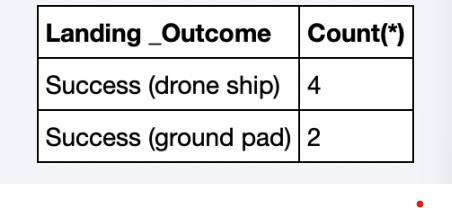 Landing _Outcome Count(*)
Success (drone ship) 4
Success (ground pad) 2